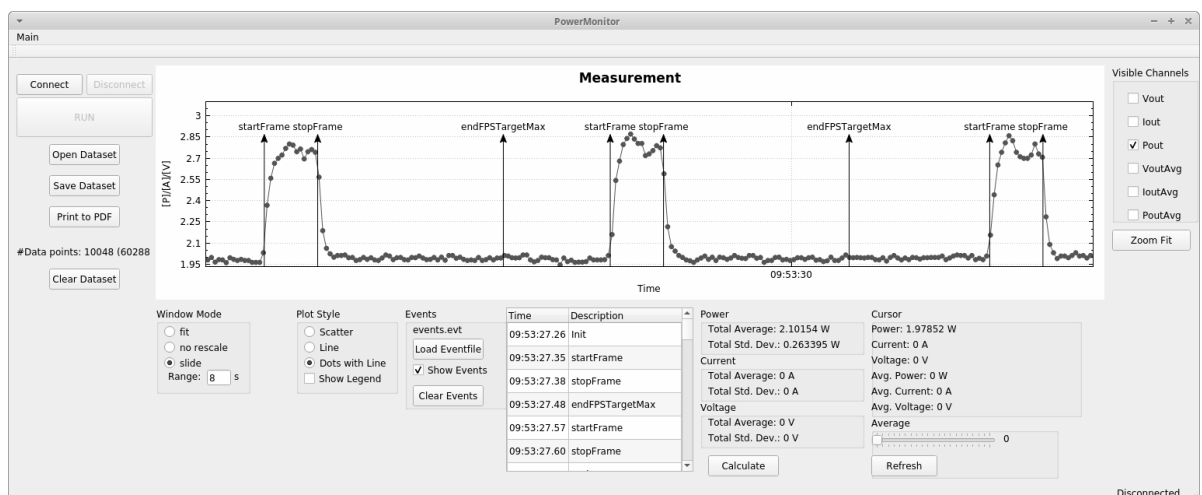 PowerMonitor
Main
Connect Disconnect
RUN
Open Dataset
Save Dataset
Print to PDF
#Data points: 10048 (60288
Clear Dataset
Measurement
[P]/[A]/[V]
3
2.85
2.7
2.55
2.4
2.25
2.1
1.95
startFrame stopFrame endFPSTargetMax startFrame stopFrame endFPSTargetMax startFrame stopFrame
09:53:30
Time
Visible Channels
Vout
Iout
Pout
VoutAvg
IoutAvg
PoutAvg
Zoom Fit
Window Mode
fit
no rescale
slide
Range: 8 s
Plot Style
Scatter
Line
Dots with Line
Show Legend
Events
events.evt
Load Eventfile
Show Events
Clear Events
Time Description
09:53:27.26 Init
09:53:27.35 startFrame
09:53:27.38 stopFrame
09:53:27.48 endFPSTargetMax
09:53:27.57 startFrame
09:53:27.60 stopFrame
Power
Total Average: 2.10154 W
Total Std. Dev.: 0.263395 W
Current
Total Average: 0 A
Total Std. Dev.: 0 A
Voltage
Total Average: 0 V
Total Std. Dev.: 0 V
Calculate
Cursor
Power: 1.97852 W
Current: 0 A
Voltage: 0 V
Avg. Power: 0 W
Avg. Current: 0 A
Avg. Voltage: 0 V
Average
0
Refresh
Disconnected